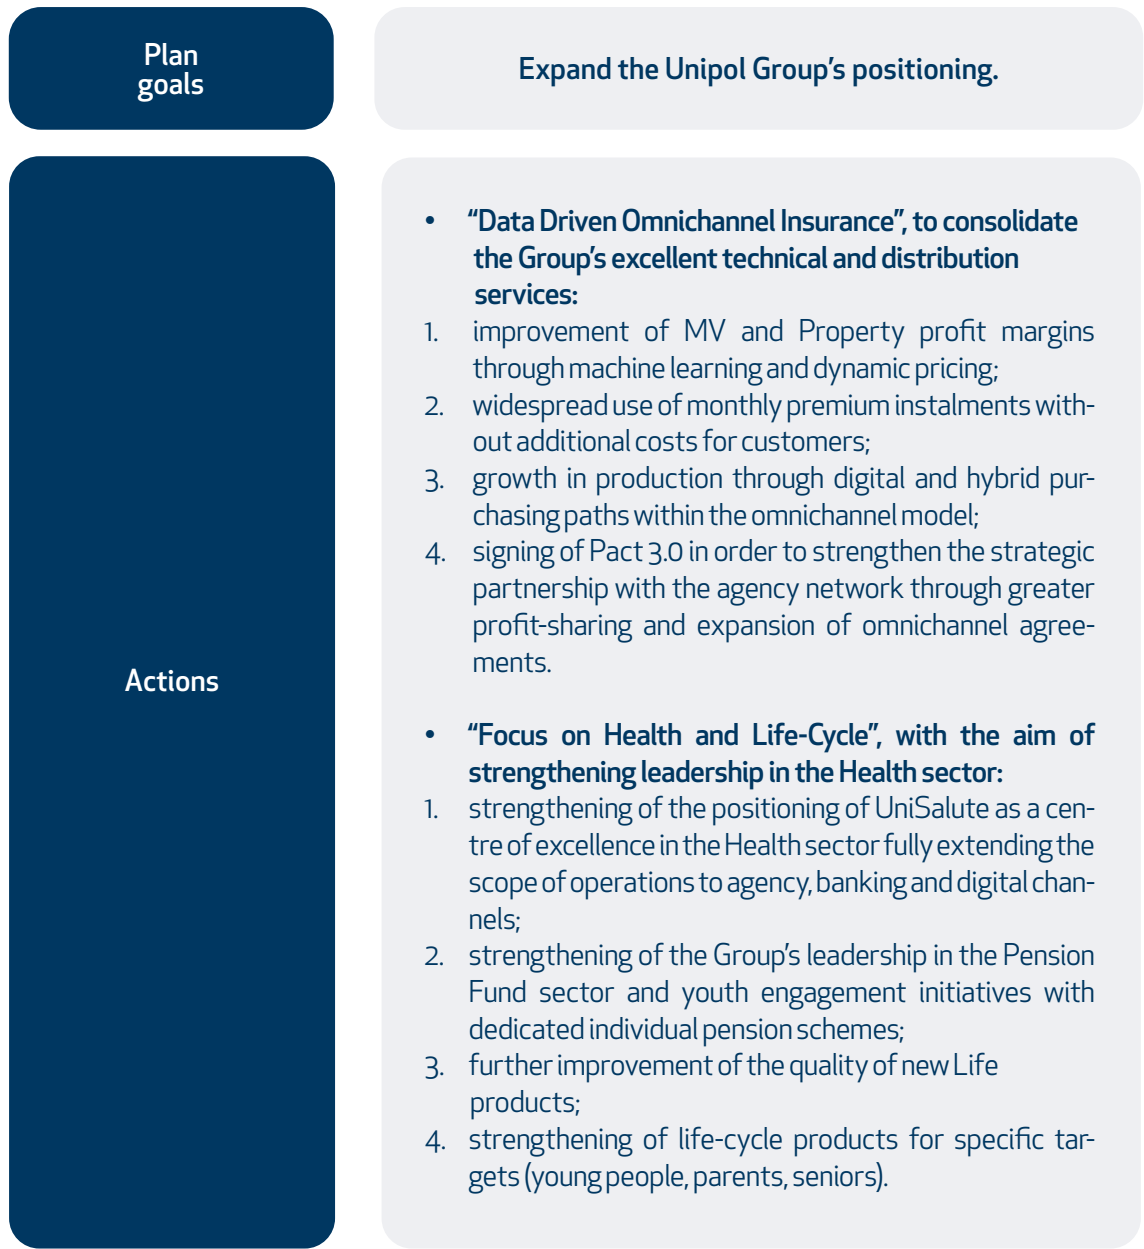 Plan
goals
Expand the Unipol Group's positioning.
Actions
• “Data Driven Omnichannel Insurance”, to consolidate
the Group's excellent technical and distribution
services:
1. improvement of MV and Property profit margins
through machine learning and dynamic pricing;
2. widespread use of monthly premium instalments with-
out additional costs for customers;
3. growth in production through digital and hybrid pur-
chasing paths within the omnichannel model;
4. signing of Pact 3.0 in order to strengthen the strategic
partnership with the agency network through greater
profit-sharing and expansion of omnichannel agree-
ments.
• “Focus on Health and Life-Cycle”, with the aim of
strengthening leadership in the Health sector:
1. strengthening of the positioning of UniSalute as a cen-
tre of excellence in the Health sector fully extending the
scope of operations to agency, banking and digital chan-
nels;
2. strengthening of the Group's leadership in the Pension
Fund sector and youth engagement initiatives with
dedicated individual pension schemes;
3. further improvement of the quality of new Life
products;
4. strengthening of life-cycle products for specific tar-
gets (young people, parents, seniors).